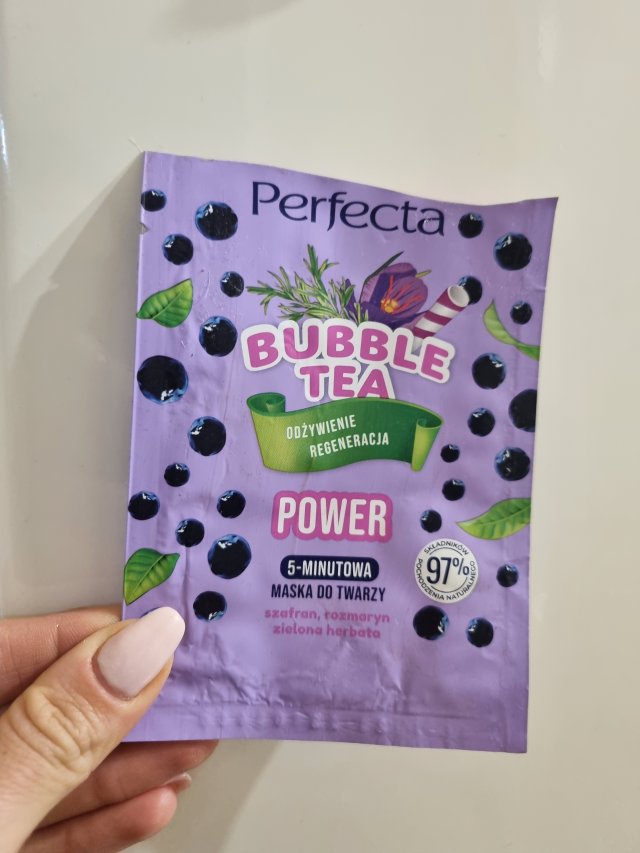 Perfecta
BUBBLE
TEA
ODŻYWIENIE
REGENERACJA
POWER
5-MINUTOWA
MASKA DO TWARZY
szafran, rozmaryn
zielona herbata
97%
SKŁADNIKÓW
POCHODZENIA NATURALNEGO